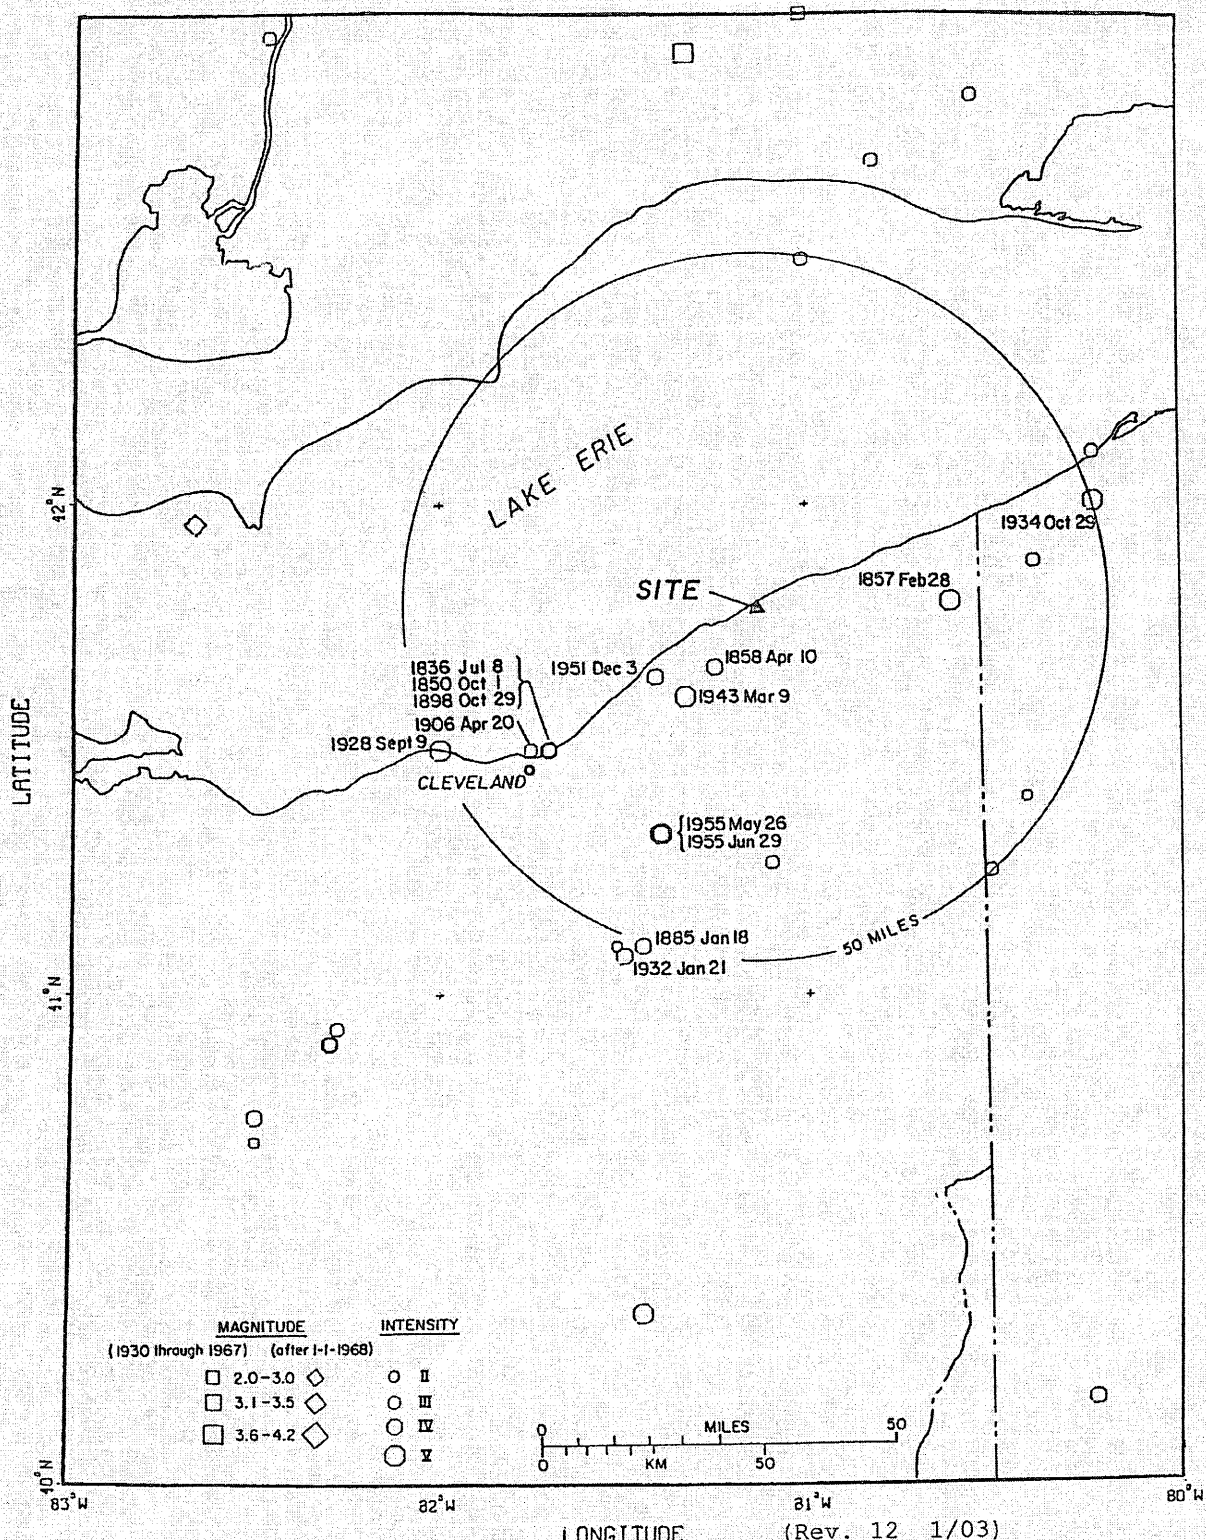 LAKE ERIE
42°N
1934 Oct 29
1857 Feb 28
SITE
1836 Jul 8
1850 Oct 1
1898 Oct 29
1951 Dec 3
1858 Apr 10
1943 Mar 9
1906 Apr 20
1928 Sept 9
CLEVELAND
LATITUDE
1955 May 26
1955 Jun 29
50 MILES
1885 Jan 18
1932 Jan 21
41°N
MAGNITUDE INTENSITY
(1930 through 1967) (after 1-1-1968)
2.0-3.0 II
3.1-3.5 III
3.6-4.2 IV
V
0 MILES 50
0 KM 50
40°N
83°W 82°W 81°W 80°W
LONGITUDE (Rev. 12 1/03)